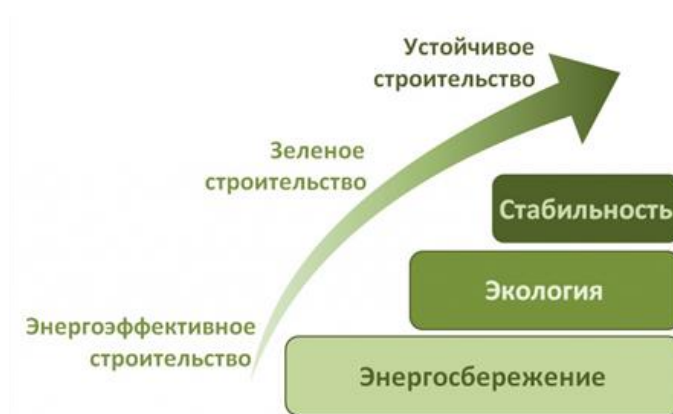 Устойчивое
строительство
Зеленое
строительство
Стабильность
Экология
Энергоэффективное
строительство
Энергосбережение